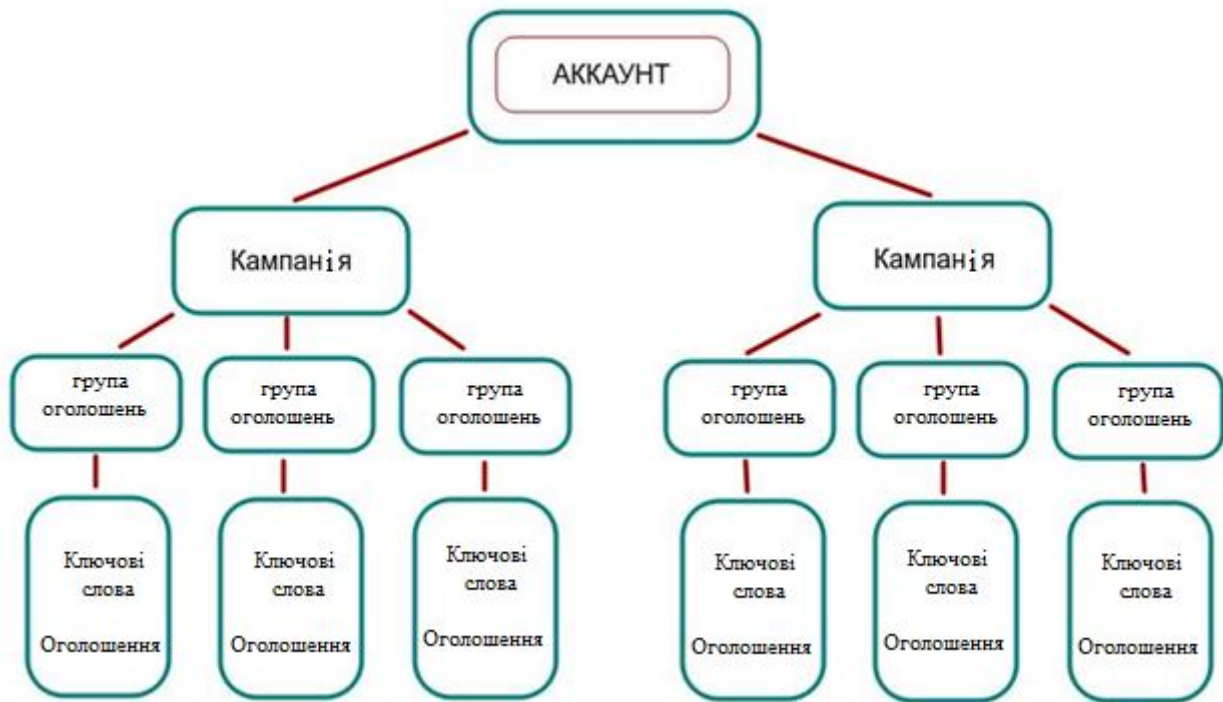 АККАУНТ
Кампанія
Кампанія
група
оголошень
група
оголошень
група
оголошень
група
оголошень
група
оголошень
група
оголошень
Ключові
слова
Оголошення
Ключові
слова
Оголошення
Ключові
слова
Оголошення
Ключові
слова
Оголошення
Ключові
слова
Оголошення
Ключові
слова
Оголошення